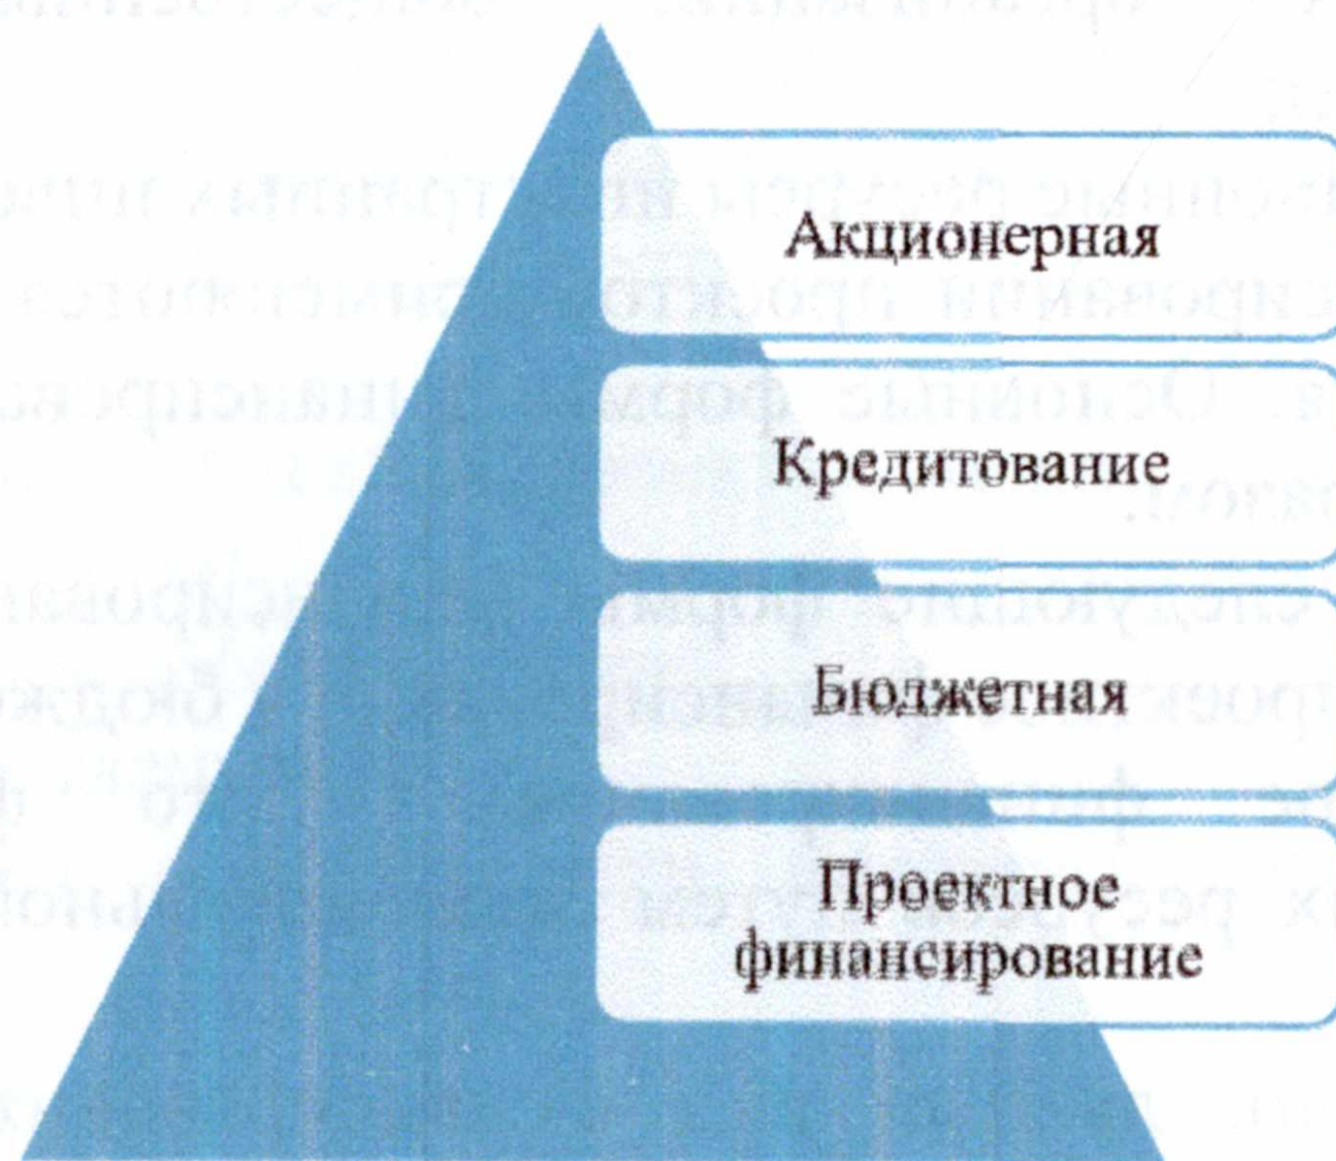 Акционерная
Кредитование
Бюджетная
Проектное
финансирование